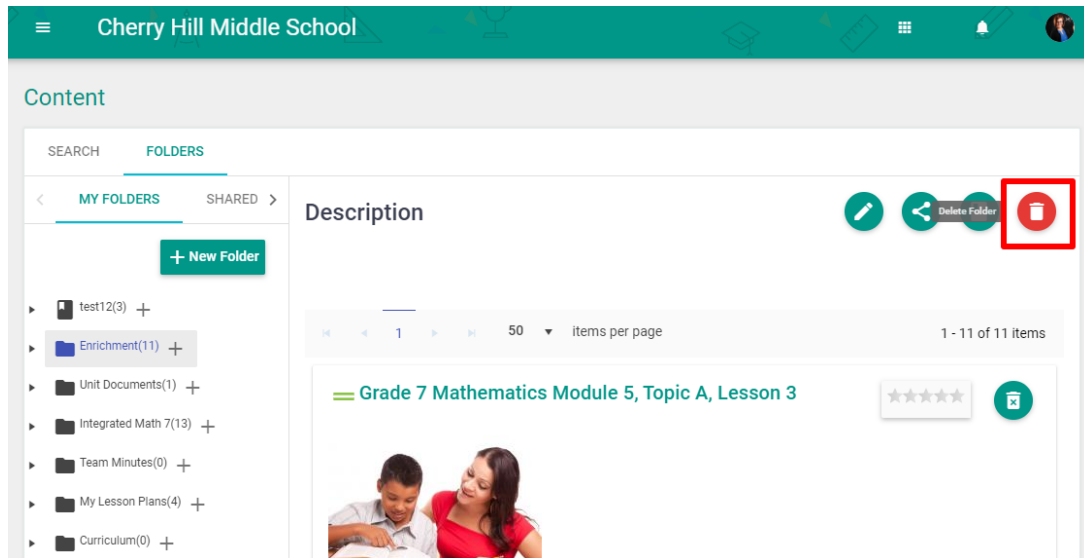 Cherry Hill Middle School
Content
SEARCH FOLDERS
MY FOLDERS SHARED
Description
Delete Folder
+ New Folder
test12(3) +
Enrichment(11) +
Unit Documents(1) +
Integrated Math 7(13) +
Team Minutes(0) +
My Lesson Plans(4) +
Curriculum(0) +
1 50 items per page 1 - 11 of 11 items
Grade 7 Mathematics Module 5, Topic A, Lesson 3